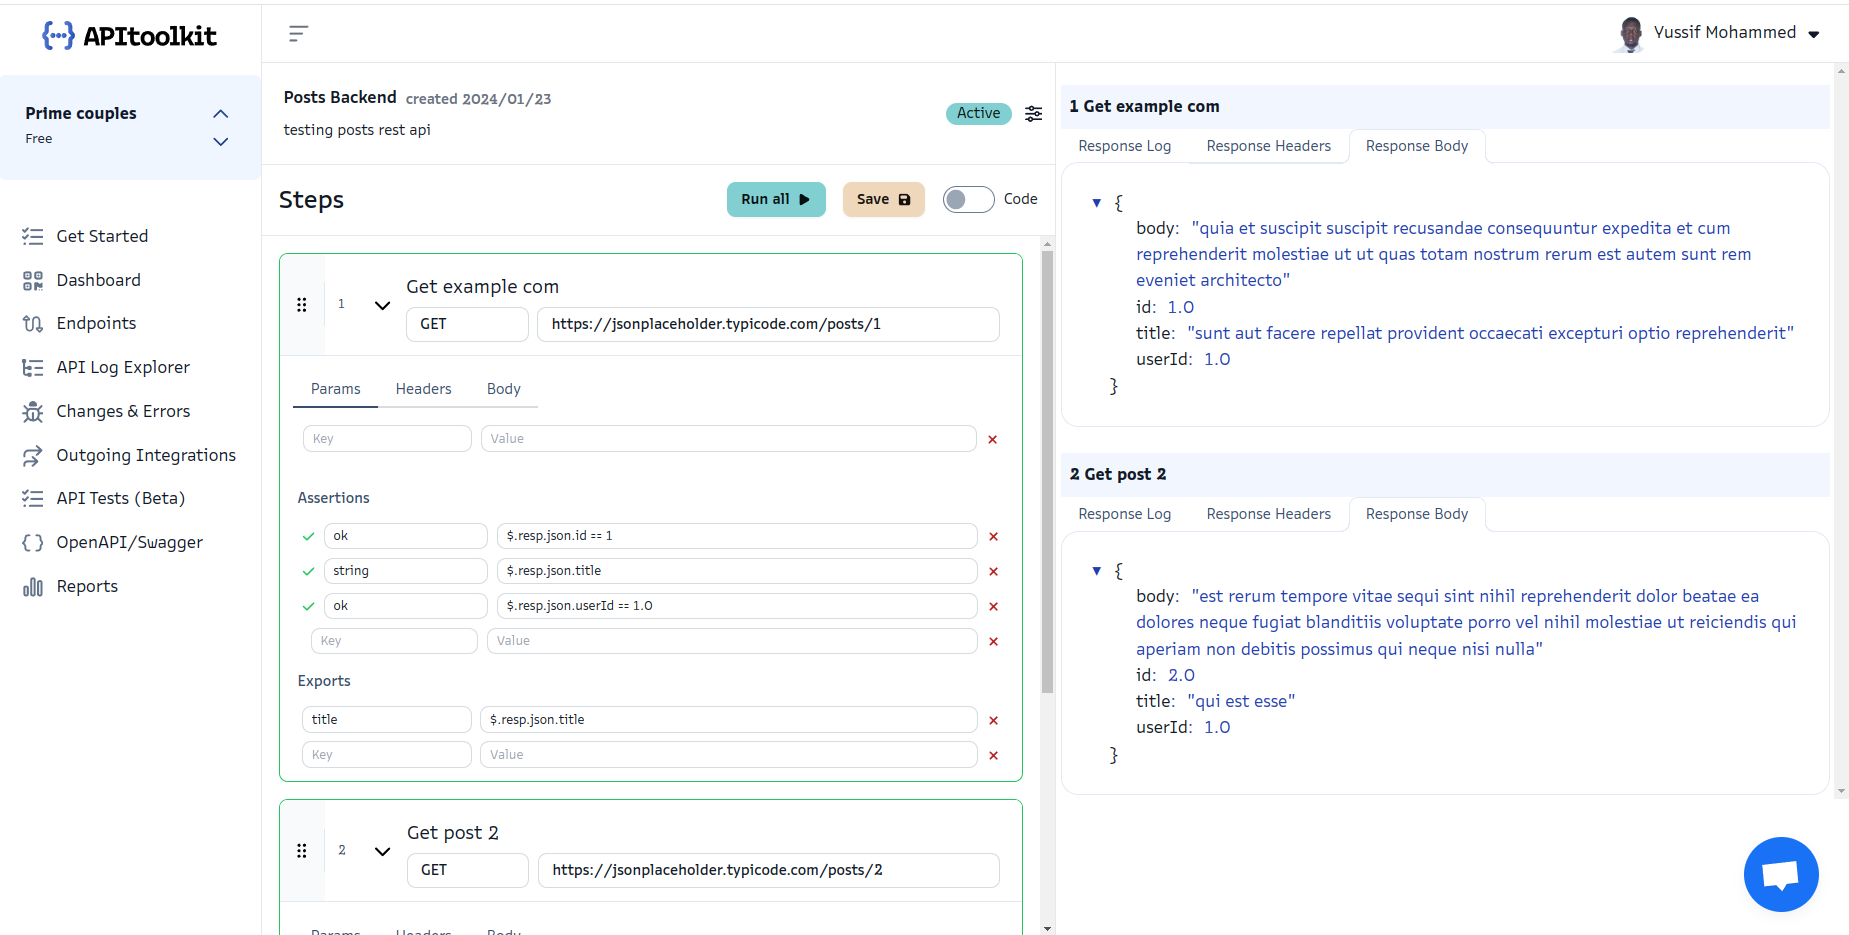 APItoolkit
Yussif Mohammed
Prime couples
Free
Get Started
Dashboard
Endpoints
API Log Explorer
Changes & Errors
Outgoing Integrations
API Tests (Beta)
OpenAPI/Swagger
Reports
Posts Backend created 2024/01/23
testing posts rest api
Active
Steps
Run all
Save
Code
1
Get example com
GET
https://jsonplaceholder.typicode.com/posts/1
Params Headers Body
Key Value
Assertions
ok $.resp.json.id == 1
string $.resp.json.title
ok $.resp.json.userId == 1.0
Key Value
Exports
title $.resp.json.title
Key Value
2
Get post 2
GET
https://jsonplaceholder.typicode.com/posts/2
Params Headers Body
1 Get example com
Response Log Response Headers Response Body
{
body: "quia et suscipit suscipit recusandae consequuntur expedita et cum
reprehenderit molestiae ut ut quas totam nostrum rerum est autem sunt rem
eveniet architecto"
id: 1.0
title: "sunt aut facere repellat provident occaecati excepturi optio reprehenderit"
userId: 1.0
}
2 Get post 2
Response Log Response Headers Response Body
{
body: "est rerum tempore vitae sequi sint nihil reprehenderit dolor beatae ea
dolores neque fugiat blanditiis voluptate porro vel nihil molestiae ut reiciendis qui
aperiam non debitis possimus qui neque nisi nulla"
id: 2.0
title: "qui est esse"
userId: 1.0
}